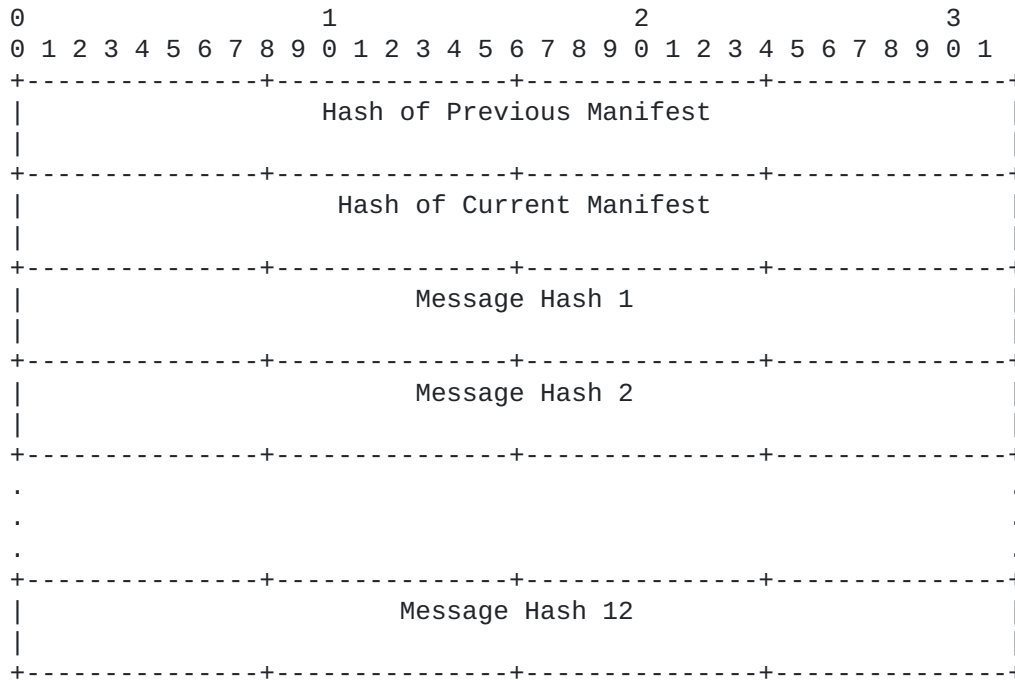 0                   1                   2                   3
0 1 2 3 4 5 6 7 8 9 0 1 2 3 4 5 6 7 8 9 0 1 2 3 4 5 6 7 8 9 0 1
+---------------+---------------+---------------+---------------+
|                   Hash of Previous Manifest                   |
|                                                               |
+---------------+---------------+---------------+---------------+
|                    Hash of Current Manifest                   |
|                                                               |
+---------------+---------------+---------------+---------------+
|                         Message Hash 1                        |
|                                                               |
+---------------+---------------+---------------+---------------+
|                         Message Hash 2                        |
|                                                               |
+---------------+---------------+---------------+---------------+
.                                                               .
.                                                               .
.                                                               .
+---------------+---------------+---------------+---------------+
|                        Message Hash 12                        |
|                                                               |
+---------------+---------------+---------------+---------------+